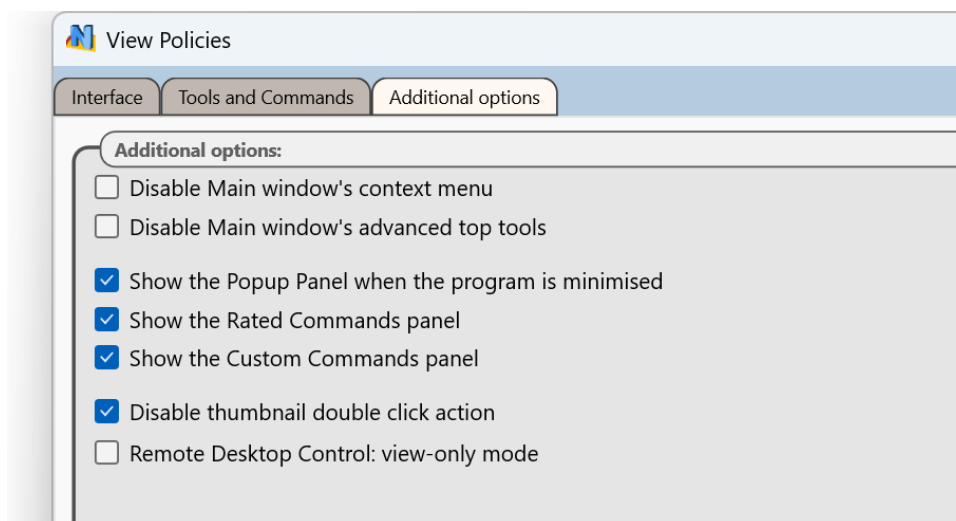 View Policies
Interface
Tools and Commands
Additional options
Additional options:
Disable Main window's context menu
Disable Main window's advanced top tools
Show the Popup Panel when the program is minimised
Show the Rated Commands panel
Show the Custom Commands panel
Disable thumbnail double click action
Remote Desktop Control: view-only mode